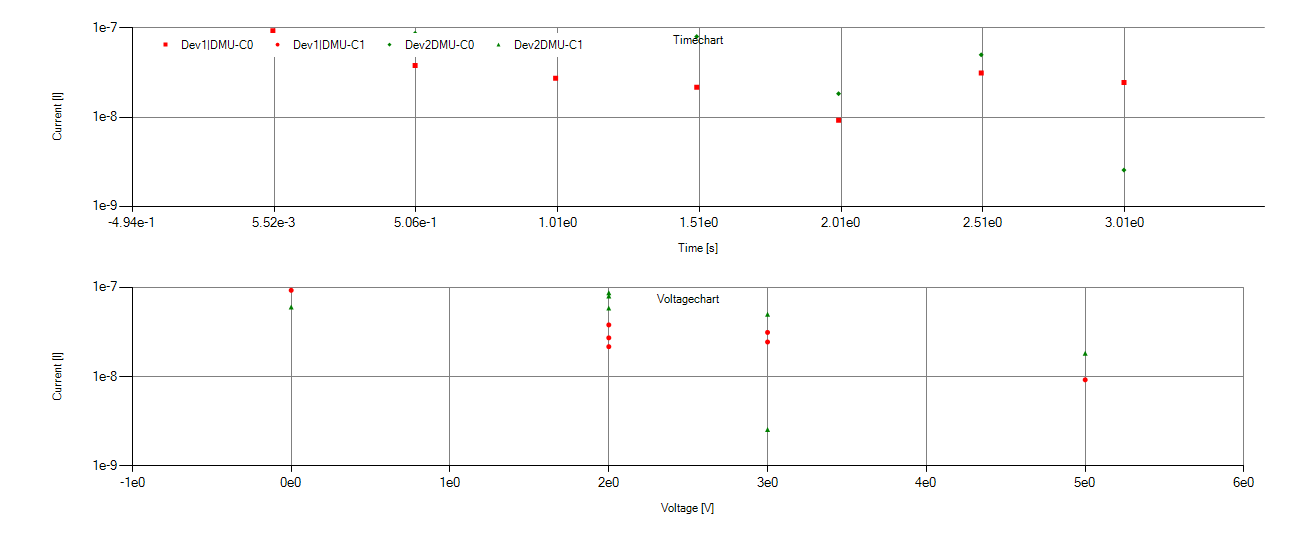 1e-7
Timechart
Dev1|DMU-C0 Dev1|DMU-C1 Dev2DMU-C0 Dev2DMU-C1
Current [I]
1e-8
1e-9
-4.94e-1 5.52e-3 5.06e-1 1.01e0 1.51e0 2.01e0 2.51e0 3.01e0
Time [s]
1e-7
Voltagechart
Current [I]
1e-8
1e-9
-1e0 0e0 1e0 2e0 3e0 4e0 5e0 6e0
Voltage [V]